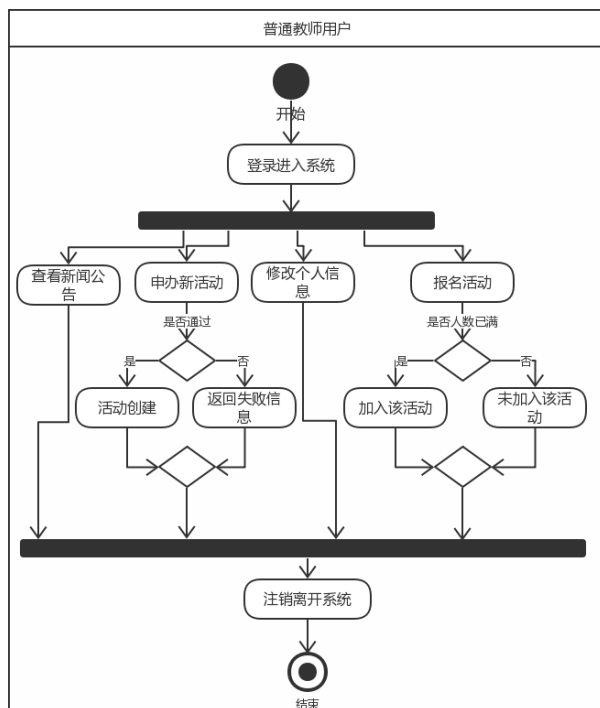 普通教师用户
开始
登录进入系统
查看新闻公
告
申办新活动
修改个人信
息
报名活动
是否通过
是否人数已满
是
否
是
否
活动创建
返回失败信
息
加入该活动
未加入该活
动
注销离开系统
结束